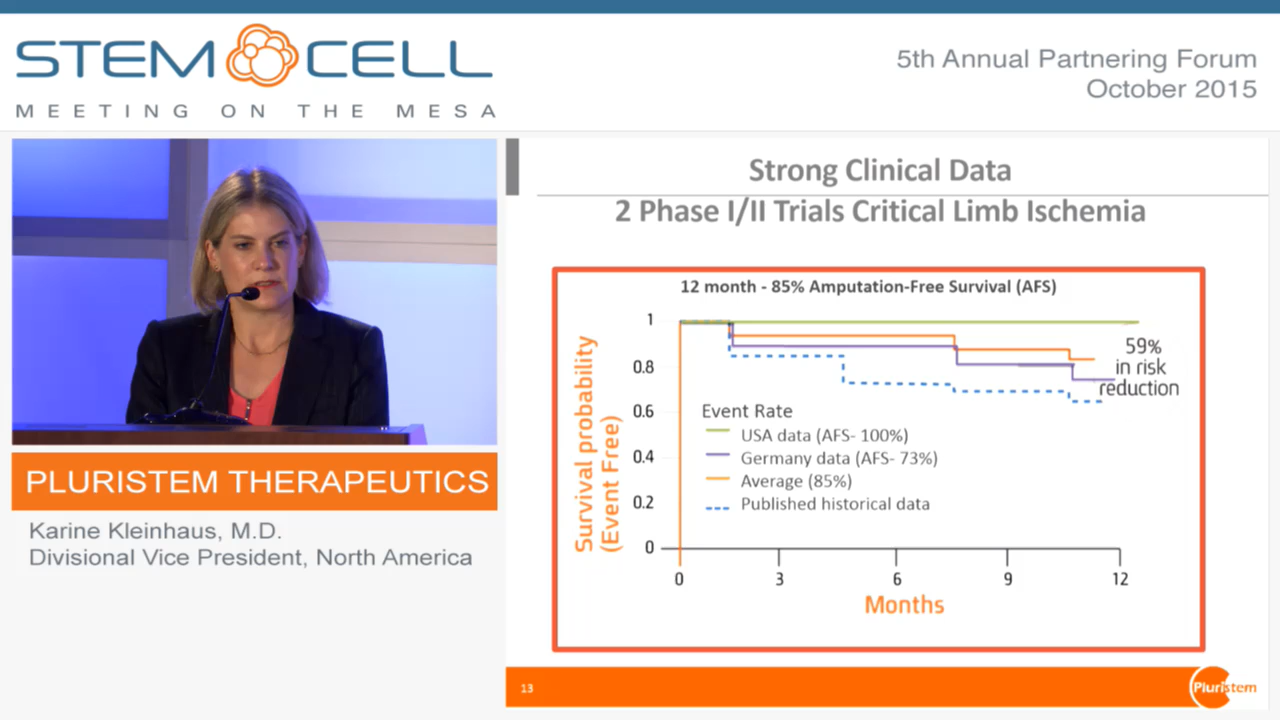 STEM CELL
MEETING ON THE MESA
5th Annual Partnering Forum
October 2015
PLURISTEM THERAPEUTICS
Karine Kleinhaus, M.D.
Divisional Vice President, North America
Strong Clinical Data
2 Phase I/II Trials Critical Limb Ischemia
12 month - 85% Amputation-Free Survival (AFS)
Survival probability
(Event Free)
1
0.8
0.6
0.4
0.2
0
59%
in risk
reduction
Event Rate
USA data (AFS- 100%)
Germany data (AFS- 73%)
Average (85%)
Published historical data
0 3 6 9 12
Months
13
Pluristem